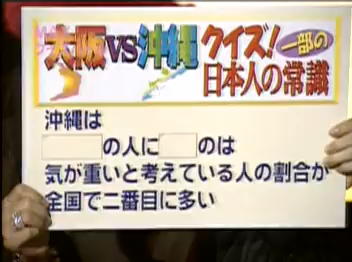 大阪VS沖縄 クイズ! 一部の
日本人の常識
沖縄は
の人に のは
気が重いと考えている人の割合が
全国で二番目に多い